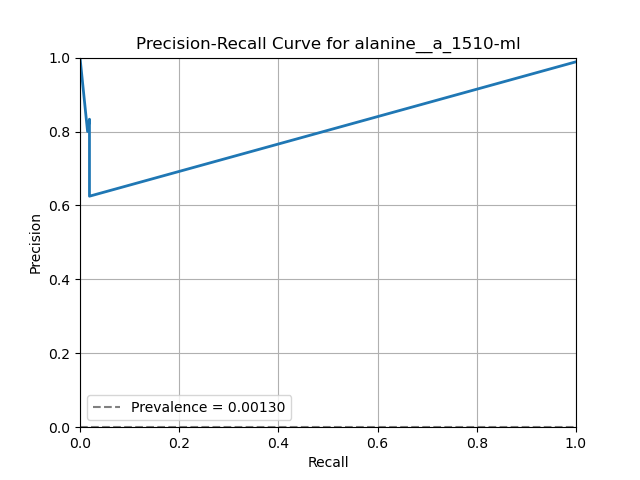 Precision-Recall Curve for alanine__a_1510-ml
1.0
0.8
0.6
0.4
0.2
0.0
Precision
Prevalence = 0.00130
0.0 0.2 0.4 0.6 0.8 1.0
Recall